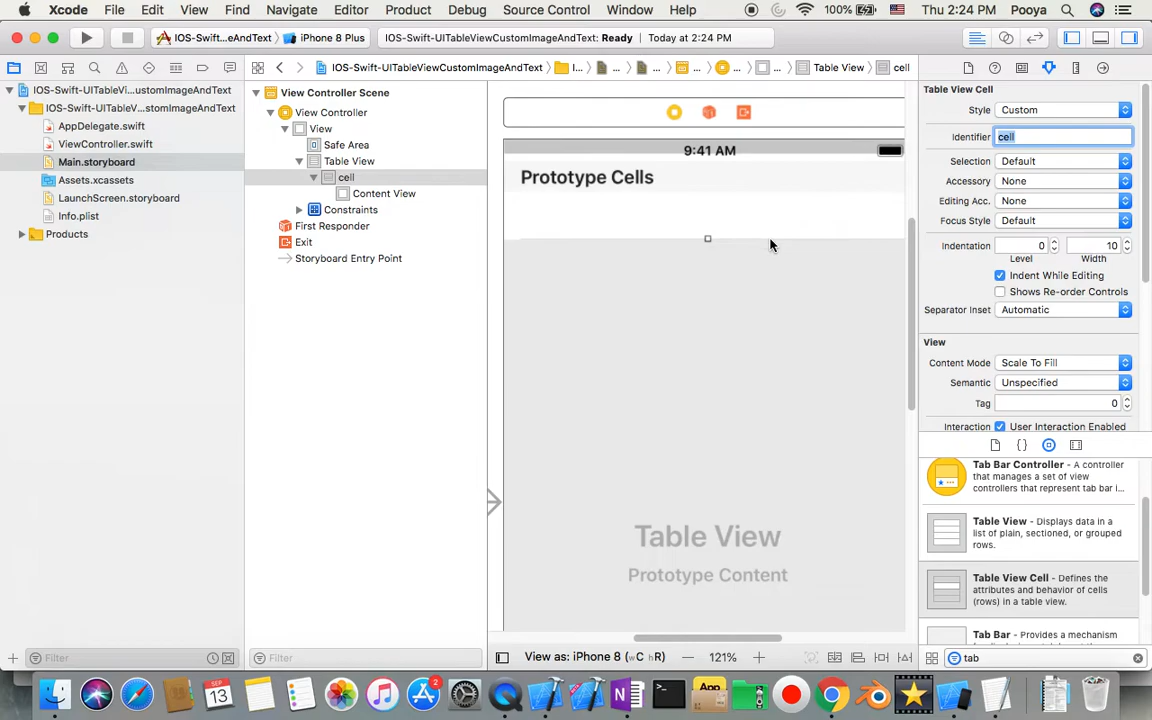 Xcode File Edit View Find Navigate Editor Product Debug Source Control Window Help 100% Thu 2:24 PM Pooya
IOS-Swift...eAndText iPhone 8 Plus IOS-Swift-UITableViewCustomImageAndText: Ready Today at 2:24 PM
IOS-Swift-UITableViewCustomImageAndText I... ... ... ... ... ... Table View cell
IOS-Swift-UITableVi...stomImageAndText
IOS-Swift-UITableV...stomImageAndText
AppDelegate.swift
ViewController.swift
Main.storyboard
Assets.xcassets
LaunchScreen.storyboard
Info.plist
Products
Filter
View Controller Scene
View Controller
View
Safe Area
Table View
cell
Content View
Constraints
First Responder
Exit
Storyboard Entry Point
Filter
9:41 AM
Prototype Cells
Table View
Prototype Content
View as: iPhone 8 (wC hR) 121%
Table View Cell
Style Custom
Identifier cell
Selection Default
Accessory None
Editing Acc. None
Focus Style Default
Indentation 0 10
Level Width
Indent While Editing
Shows Re-order Controls
Separator Inset Automatic
View
Content Mode Scale To Fill
Semantic Unspecified
Tag 0
Interaction User Interaction Enabled
Tab Bar Controller - A controller
that manages a set of view
controllers that represent tab bar i...
Table View - Displays data in a
list of plain, sectioned, or grouped
rows.
Table View Cell - Defines the
attributes and behavior of cells
(rows) in a table view.
Tab Bar - Provides a mechanism
tab
SEP
13
2
App